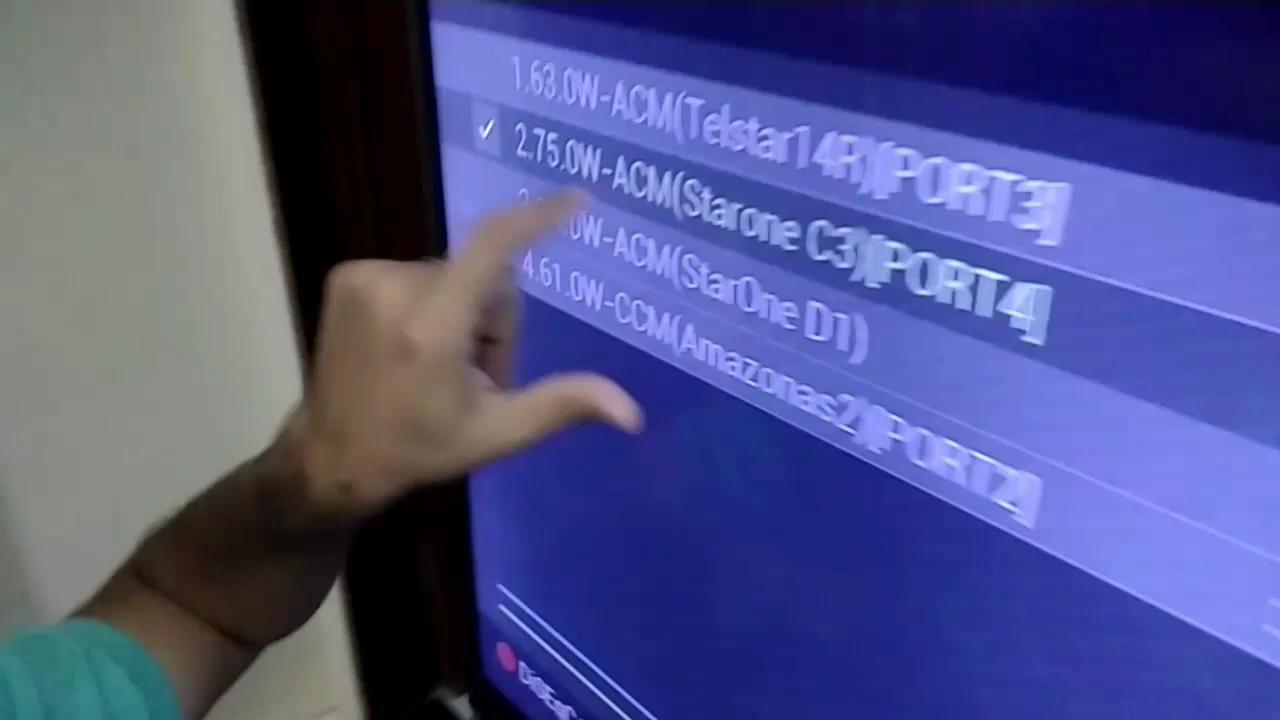 1.63.0W-ACM(Telstar14R)[PORT3]
2.75.0W-ACM(Starone C3)[PORT4]
.0W-ACM(StarOne D1)
4.61.0W-CCM(Amazonas2)[PORT2]